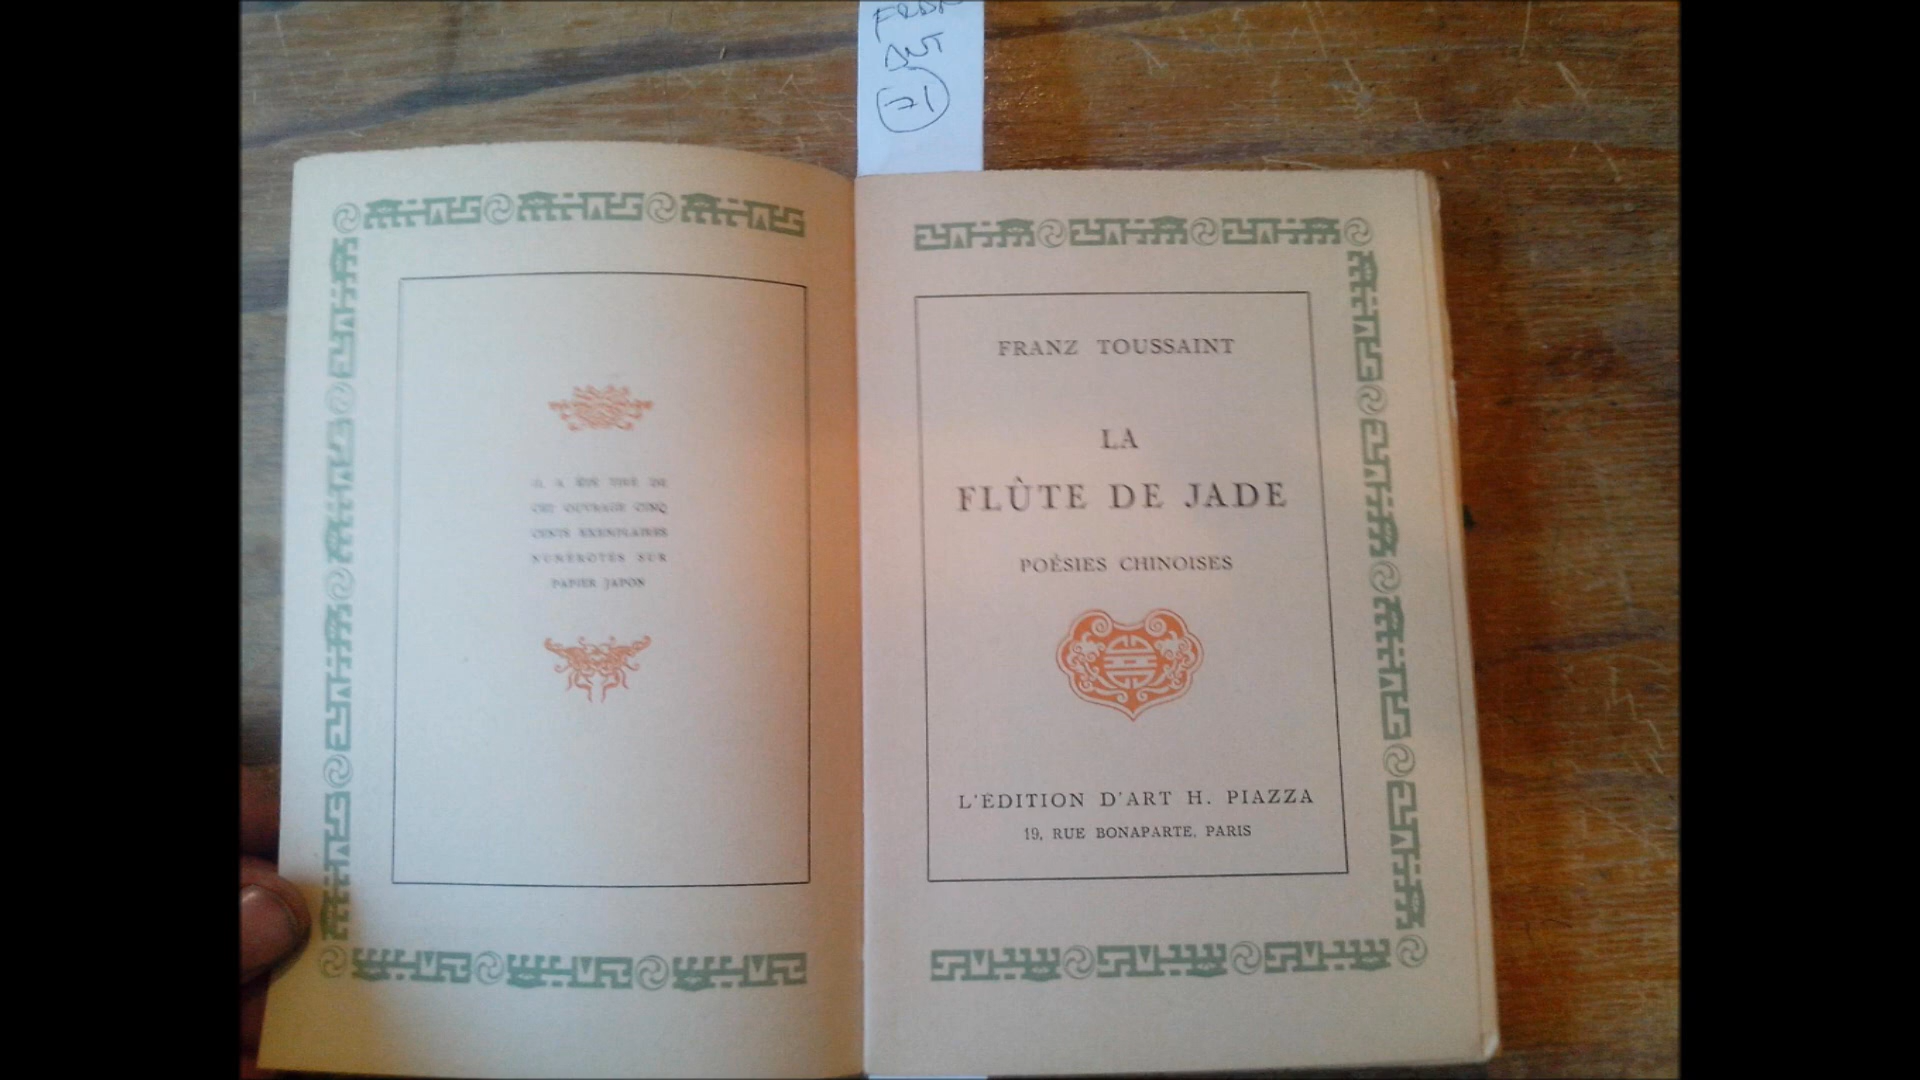 IL A ÉTÉ TIRÉ DE
CET OUVRAGE CINQ
CENTS EXEMPLAIRES
NUMÉROTÉS SUR
PAPIER JAPON
FRANZ TOUSSAINT
LA
FLÛTE DE JADE
POÉSIES CHINOISES
L'ÉDITION D'ART H. PIAZZA
19, RUE BONAPARTE, PARIS